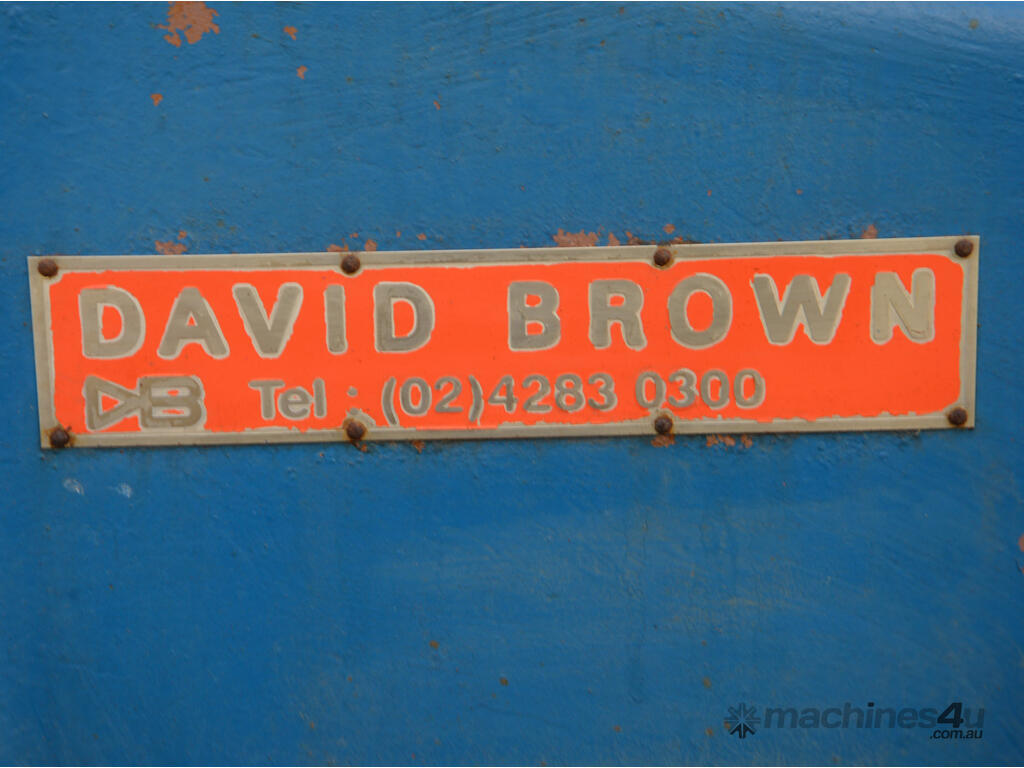 DAVID BROWN
DB Tel : (02)4283 0300
machines4u
.com.au